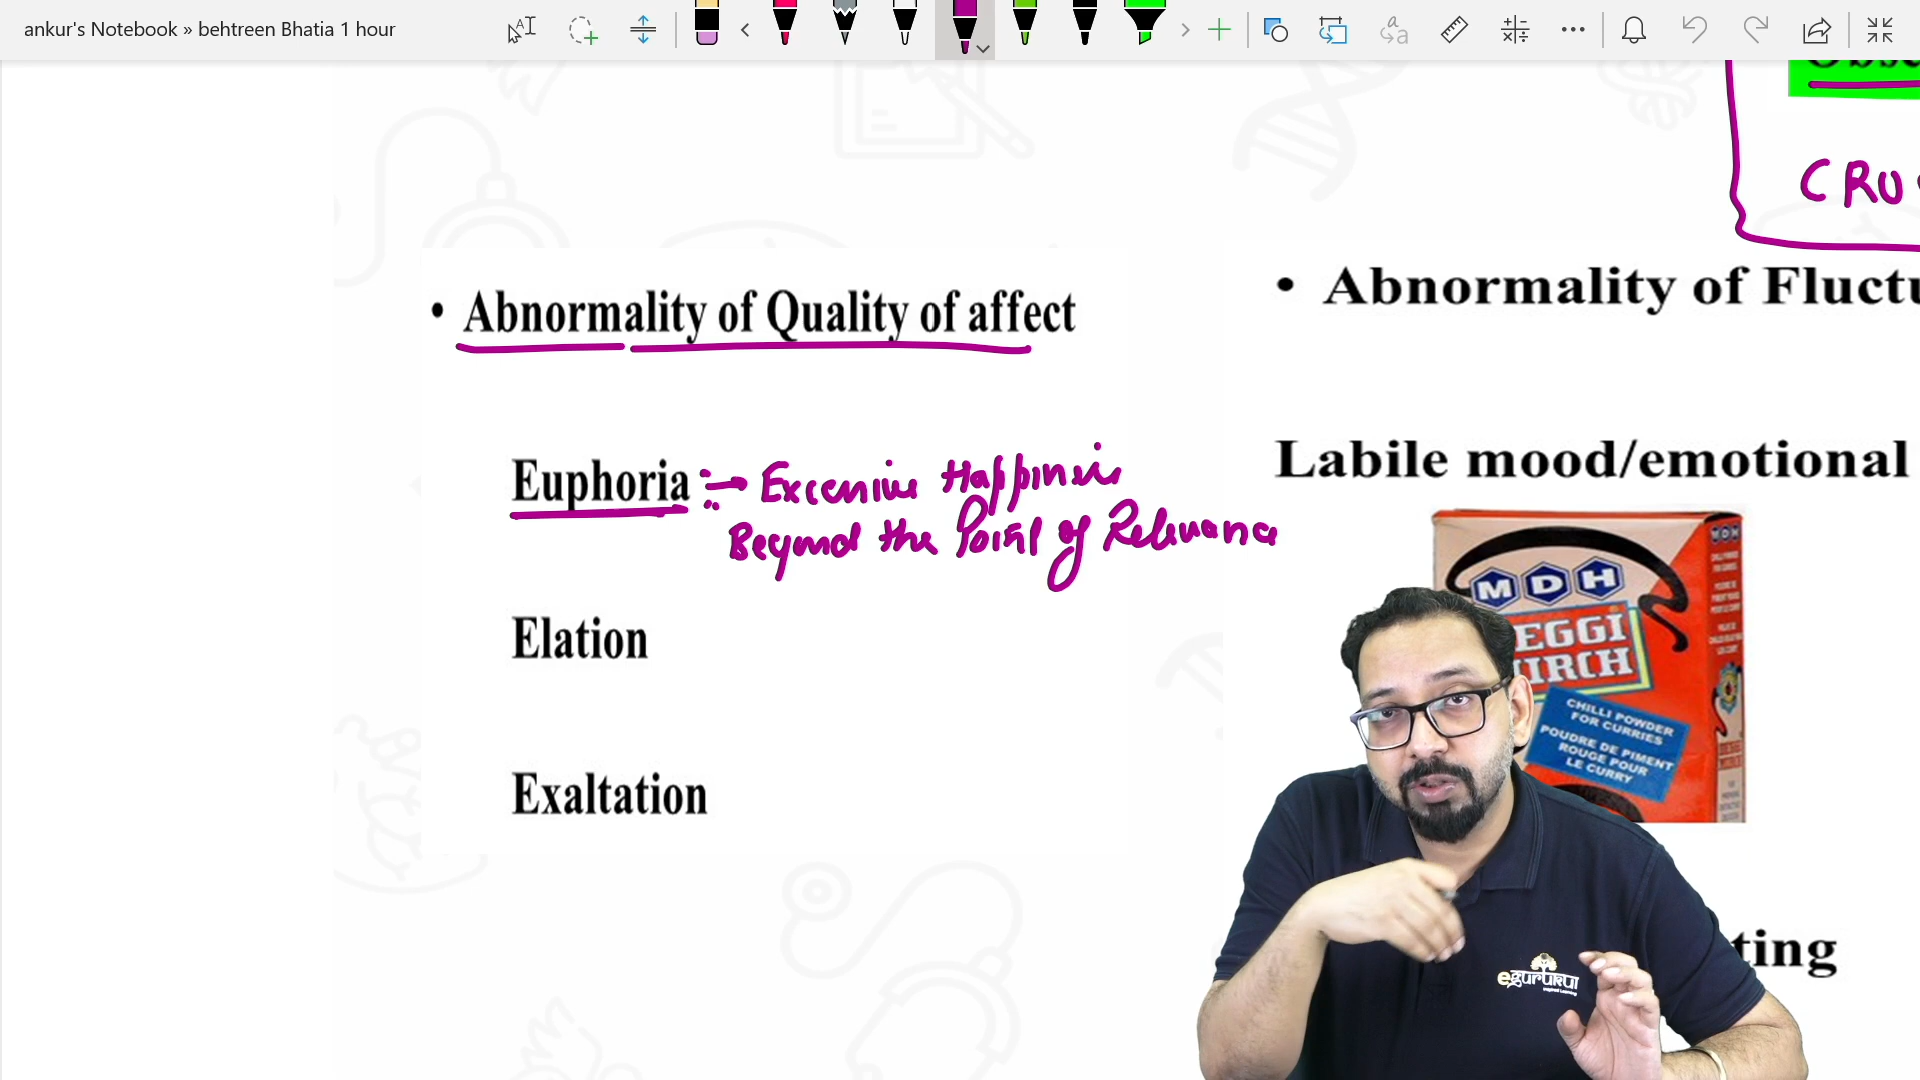 ankur's Notebook » behtreen Bhatia 1 hour
Obse
CRUS
• Abnormality of Quality of affect
Euphoria :→ Excessive Happiness
Beyond the Point of Relevance
Elation
Exaltation
• Abnormality of Fluctu
Labile mood/emotional
MDH
EGGI
IRCH
CHILLI POWDER
FOR CURRIES
POUDRE DE PIMENT
ROUGE POUR
LE CURRY
ting
egurukul